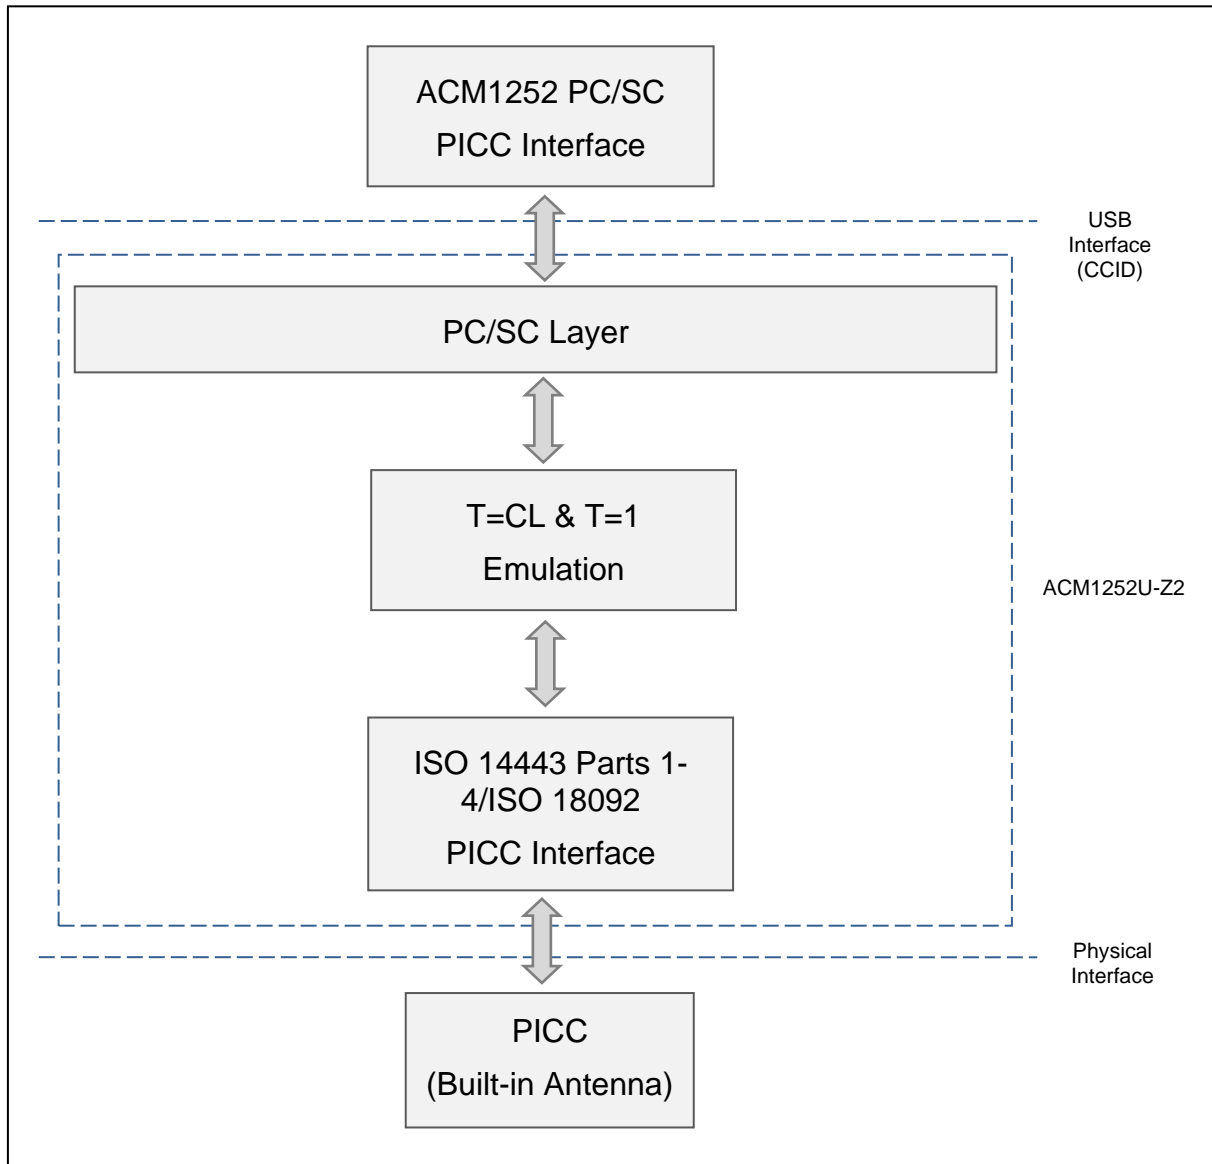 ACM1252 PC/SC
PICC Interface
USB
Interface
(CCID)
PC/SC Layer
T=CL & T=1
Emulation
ACM1252U-Z2
ISO 14443 Parts 1-
4/ISO 18092
PICC Interface
Physical
Interface
PICC
(Built-in Antenna)